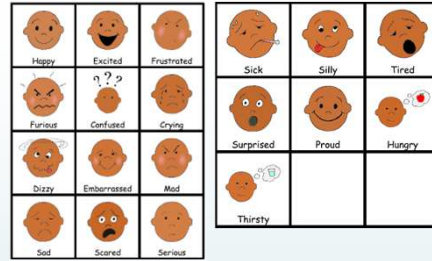 Happy Excited Frustrated
? ? ?
Furious Confused Crying
Dizzy Embarrassed Mad
Sad Scared Serious
Sick Silly Tired
Surprised Proud Hungry
Thirsty